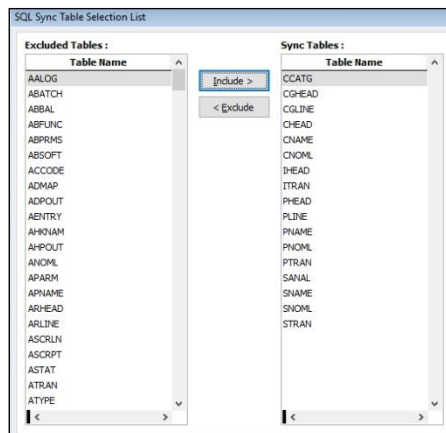 SQL Sync Table Selection List
Excluded Tables :
Table Name
AALOG
ABATCH
ABBAL
ABFUNC
ABPRMS
ABSOFT
ACCODE
ADMAP
ADPOUT
AENTRY
AHKNAM
AHPOUT
ANOML
APARM
APNAME
ARHEAD
ARLINE
ASCRLN
ASCRPT
ASTAT
ATRAN
ATYPE
Include >
< Exclude
Sync Tables :
Table Name
CCATG
CGHEAD
CGLINE
CHEAD
CNAME
CNOML
IHEAD
ITRAN
PHEAD
PLINE
PNAME
PNOML
PTRAN
SANAL
SNAME
SNOML
STRAN